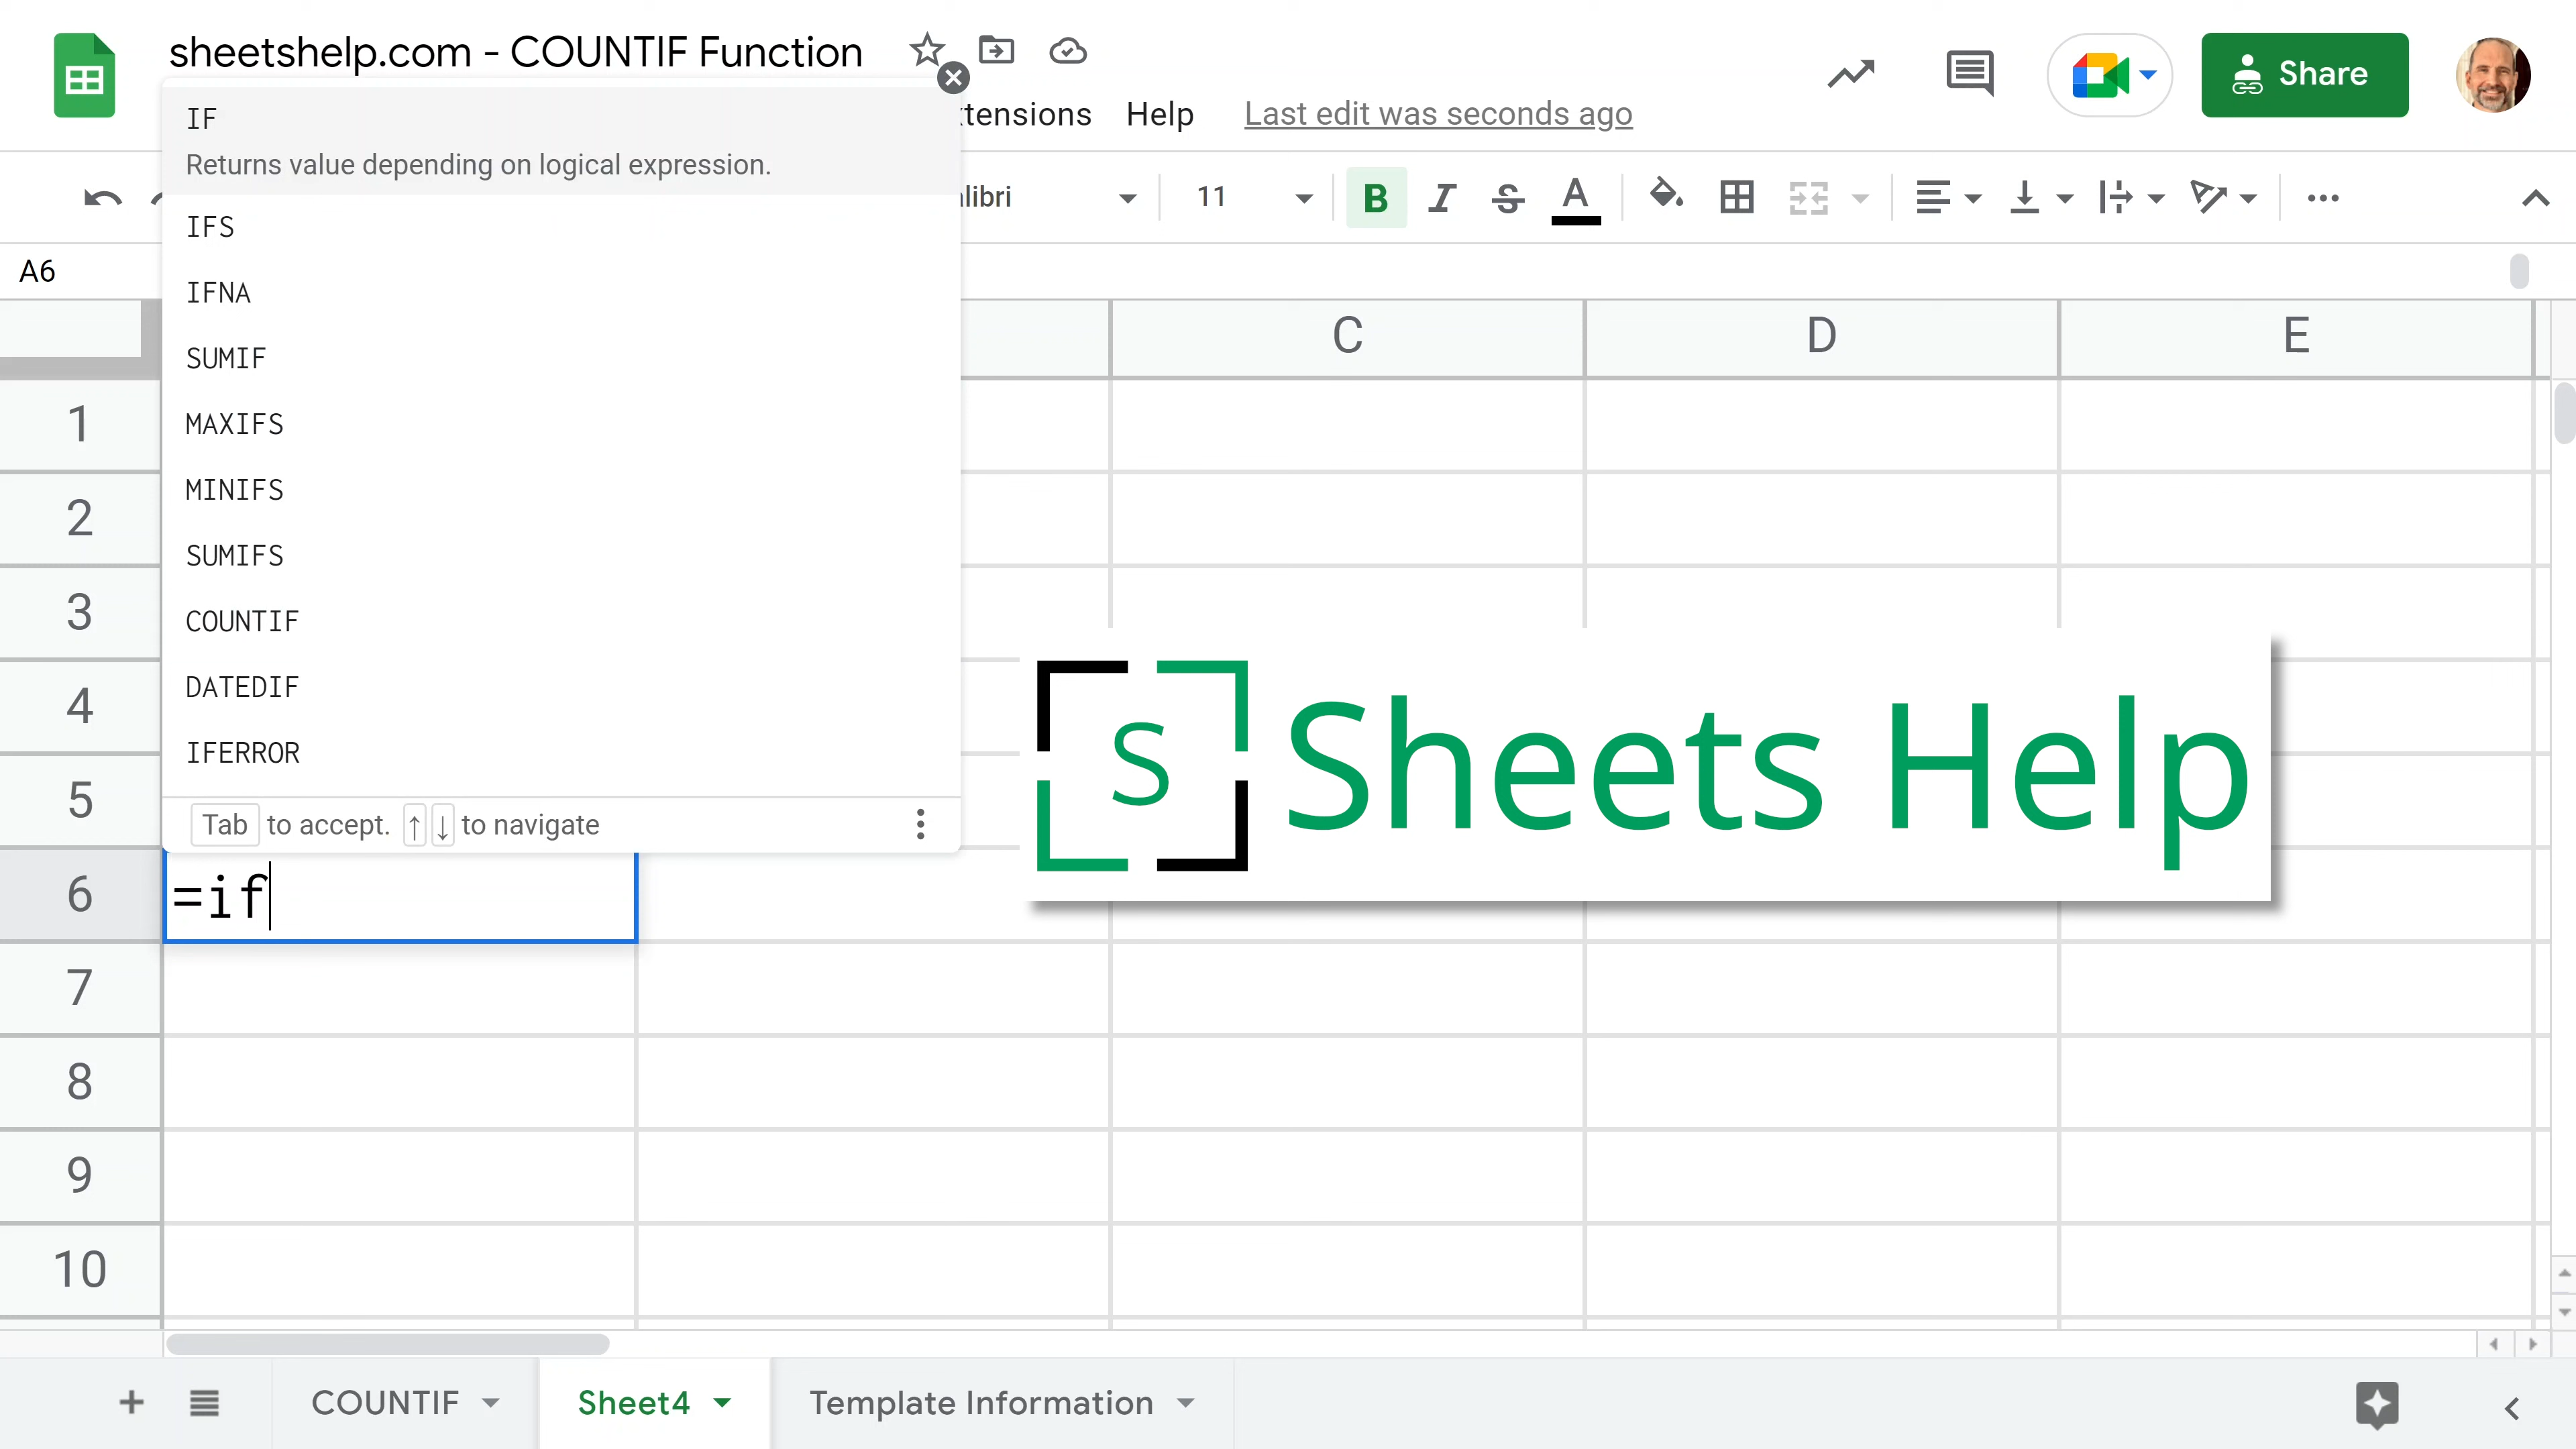 sheetshelp.com - COUNTIF Function
xtensions Help Last edit was seconds ago
Share
IF
Returns value depending on logical expression.
IFS
IFNA
SUMIF
MAXIFS
MINIFS
SUMIFS
COUNTIF
DATEDIF
IFERROR
Tab to accept. ↑ ↓ to navigate
libri 11 B I S A
A6
C D E
1
2
3
4
5
6
7
8
9
10
=if
S Sheets Help
COUNTIF Sheet4 Template Information